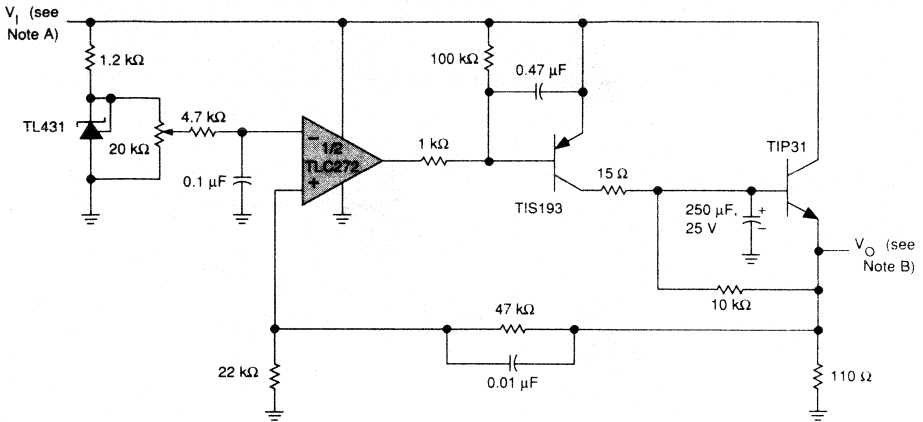 V_I (see
Note A)
1.2 kΩ
TL431
20 kΩ
4.7 kΩ
0.1 µF
−
1/2
TLC272
+
1 kΩ
100 kΩ
0.47 µF
TIS193
15 Ω
250 µF,
25 V
+
−
TIP31
V_O (see
Note B)
10 kΩ
47 kΩ
0.01 µF
22 kΩ
110 Ω